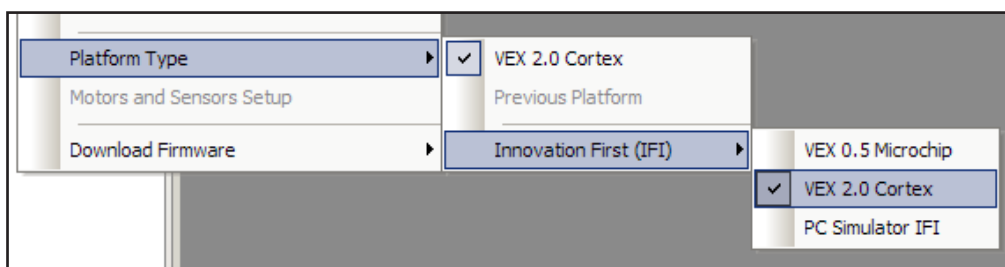 Platform Type
Motors and Sensors Setup
Download Firmware
VEX 2.0 Cortex
Previous Platform
Innovation First (IFI)
VEX 0.5 Microchip
VEX 2.0 Cortex
PC Simulator IFI